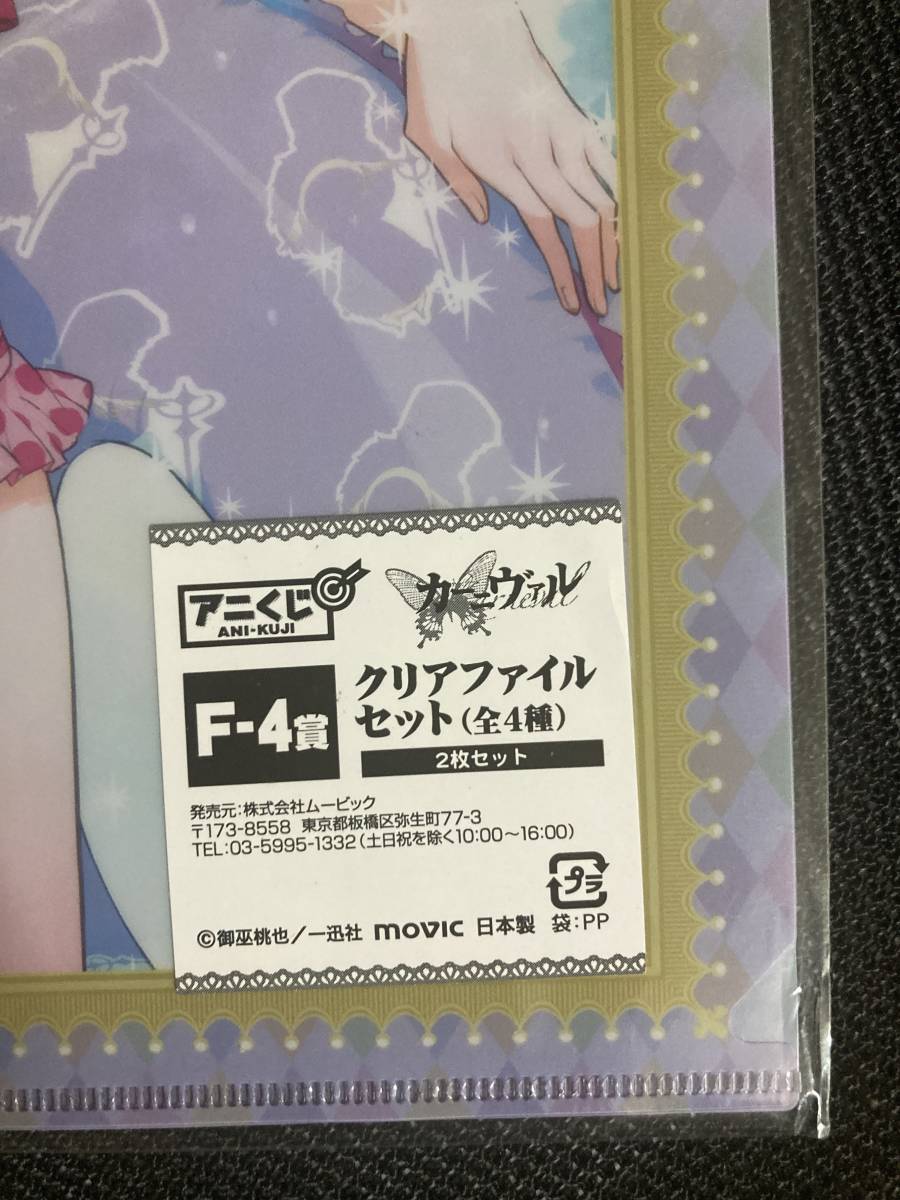 アニくじ
ANI-KUJI
カーニヴァル
F-4賞
クリアファイル
セット(全4種)
2枚セット
発売元:株式会社ムービック
〒173-8558 東京都板橋区弥生町77-3
TEL:03-5995-1332(土日祝を除く10:00〜16:00)
プラ
©御巫桃也/一迅社 movic 日本製 袋:PP